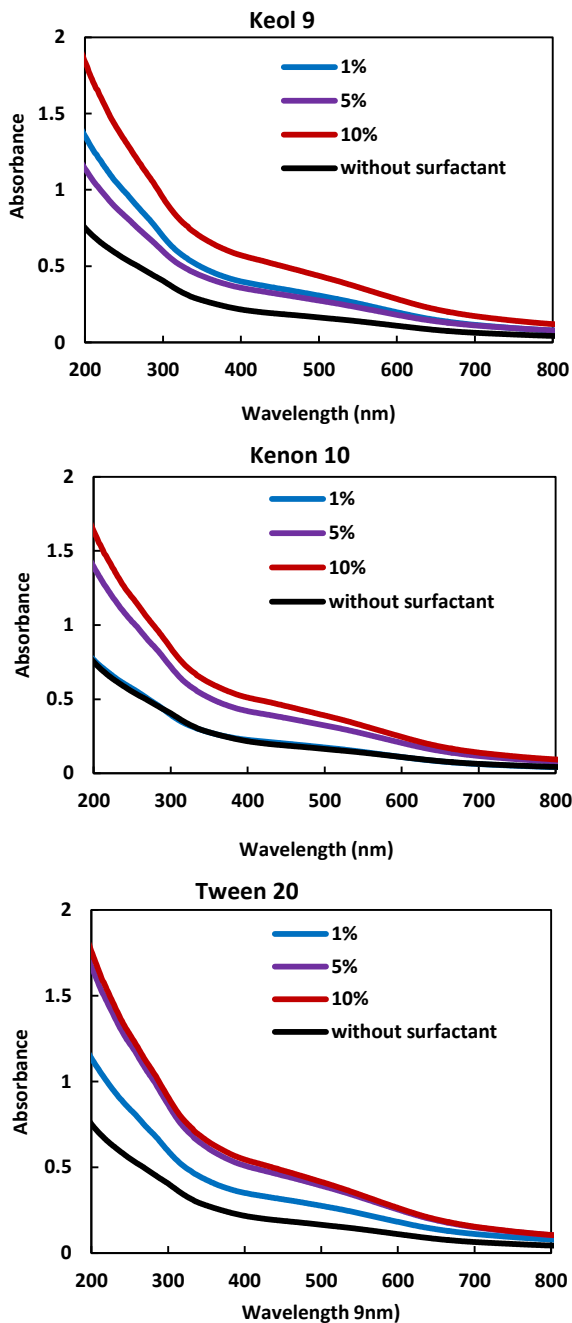 Keol 9
2
1%
5%
1.5
10%
without surfactant
Absorbance
1
0.5
0
200 300 400 500 600 700 800
Wavelength (nm)
Kenon 10
2
1%
5%
1.5
10%
without surfactant
Absorbance
1
0.5
0
200 300 400 500 600 700 800
Wavelength (nm)
Tween 20
2
1%
5%
1.5
10%
without surfactant
Absorbance
1
0.5
0
200 300 400 500 600 700 800
Wavelength 9nm)